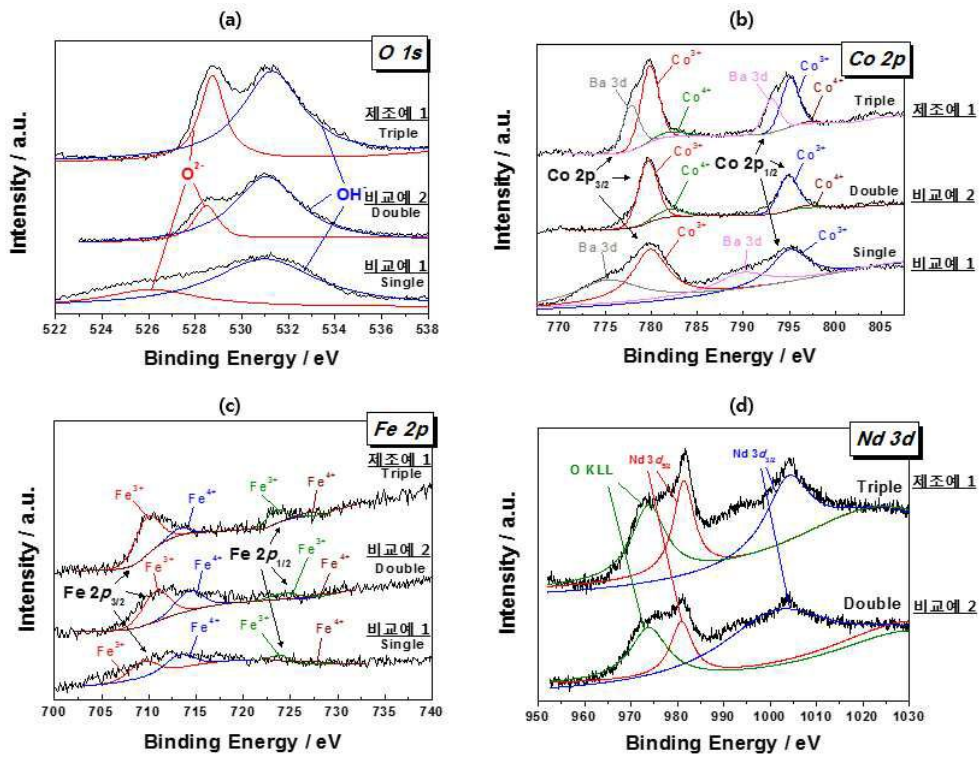 (a)
O 1s
제조예 1
Triple
O2-
OH-
비교예 2
Double
비교예 1
Single
Intensity / a.u.
522 524 526 528 530 532 534 536 538
Binding Energy / eV
(b)
Co 2p
Co3+
Ba 3d
Co4+
Ba 3d
Co3+
Co4+
Triple
제조예 1
Co 2p3/2
Co3+
Co4+
Co 2p1/2
Co3+
Co4+
Double
비교예 2
Ba 3d
Co3+
Ba 3d
Co3+
Single
비교예 1
Intensity / a.u.
770 775 780 785 790 795 800 805
Binding Energy / eV
(c)
Fe 2p
제조예 1
Triple
Fe3+
Fe4+
Fe3+
Fe4+
비교예 2
Double
Fe 2p3/2
Fe3+
Fe4+
Fe 2p1/2
Fe3+
Fe4+
비교예 1
Single
Fe3+
Fe4+
Fe3+
Fe4+
Intensity / a.u.
700 705 710 715 720 725 730 735 740
Binding Energy / eV
(d)
Nd 3d
O KLL
Nd 3d5/2
Nd 3d3/2
Triple
제조예 1
Double
비교예 2
Intensity / a.u.
950 960 970 980 990 1000 1010 1020 1030
Binding Energy / eV